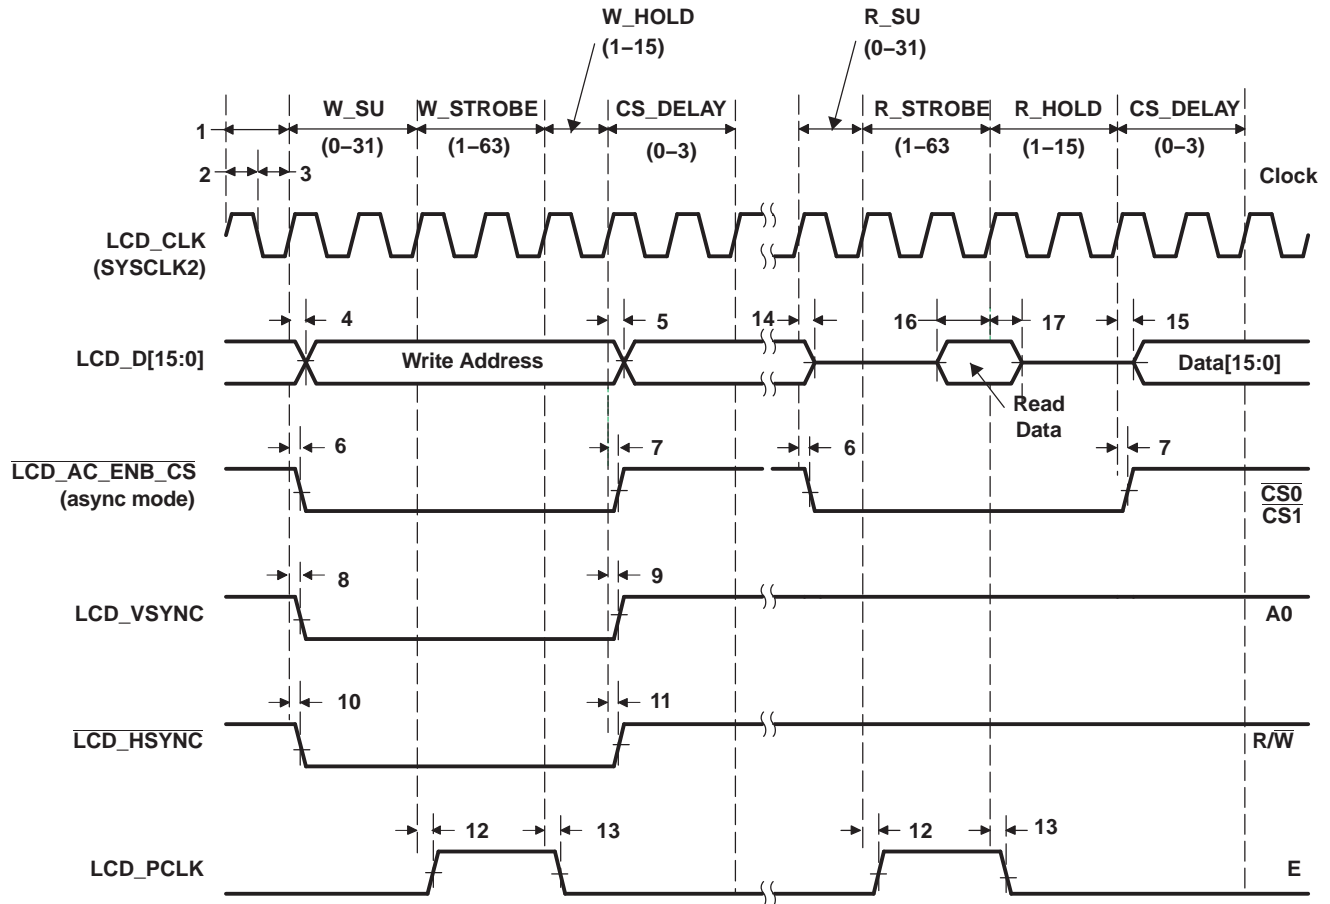 W_HOLD
(1–15)
R_SU
(0–31)
W_SU
(0–31)
W_STROBE
(1–63)
CS_DELAY
(0–3)
R_STROBE
(1–63
R_HOLD
(1–15)
CS_DELAY
(0–3)
1
2
3
Clock
LCD_CLK
(SYSCLK2)
4
5
14
16
17
15
LCD_D[15:0]
Write Address
Data[15:0]
Read
Data
6
7
6
7
LCD_AC_ENB_CS
(async mode)
CS0
CS1
8
9
LCD_VSYNC
A0
10
11
LCD_HSYNC
R/W
12
13
12
13
LCD_PCLK
E